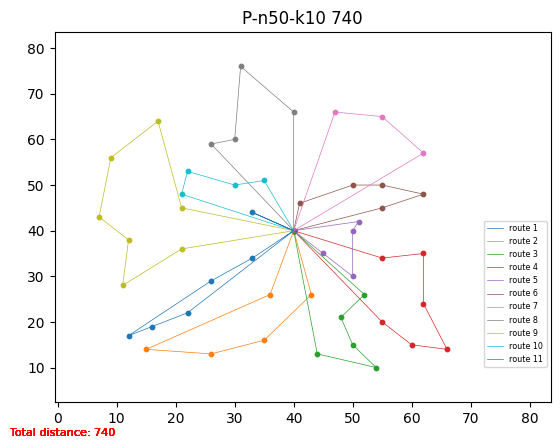 P-n50-k10 740
80
70
60
50
40
30
20
10
0 10 20 30 40 50 60 70 80
route 1
route 2
route 3
route 4
route 5
route 6
route 7
route 8
route 9
route 10
route 11
Total distance: 740